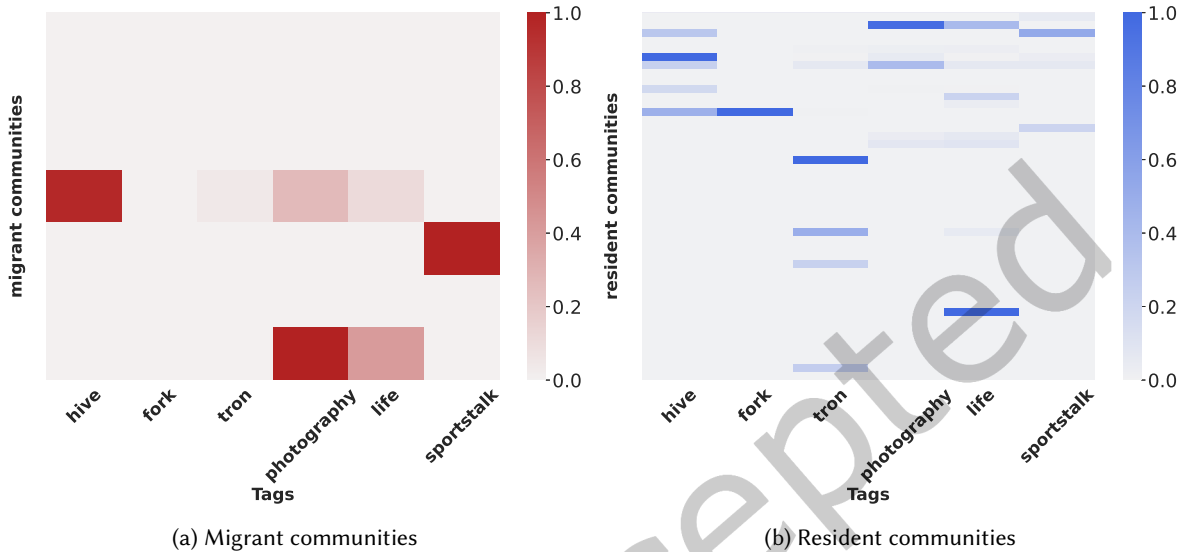 migrant communities
hive
fork
tron
photography
life
sportstalk
Tags
1.0
0.8
0.6
0.4
0.2
0.0
(a) Migrant communities
resident communities
hive
fork
tron
photography
life
sportstalk
Tags
1.0
0.8
0.6
0.4
0.2
0.0
(b) Resident communities